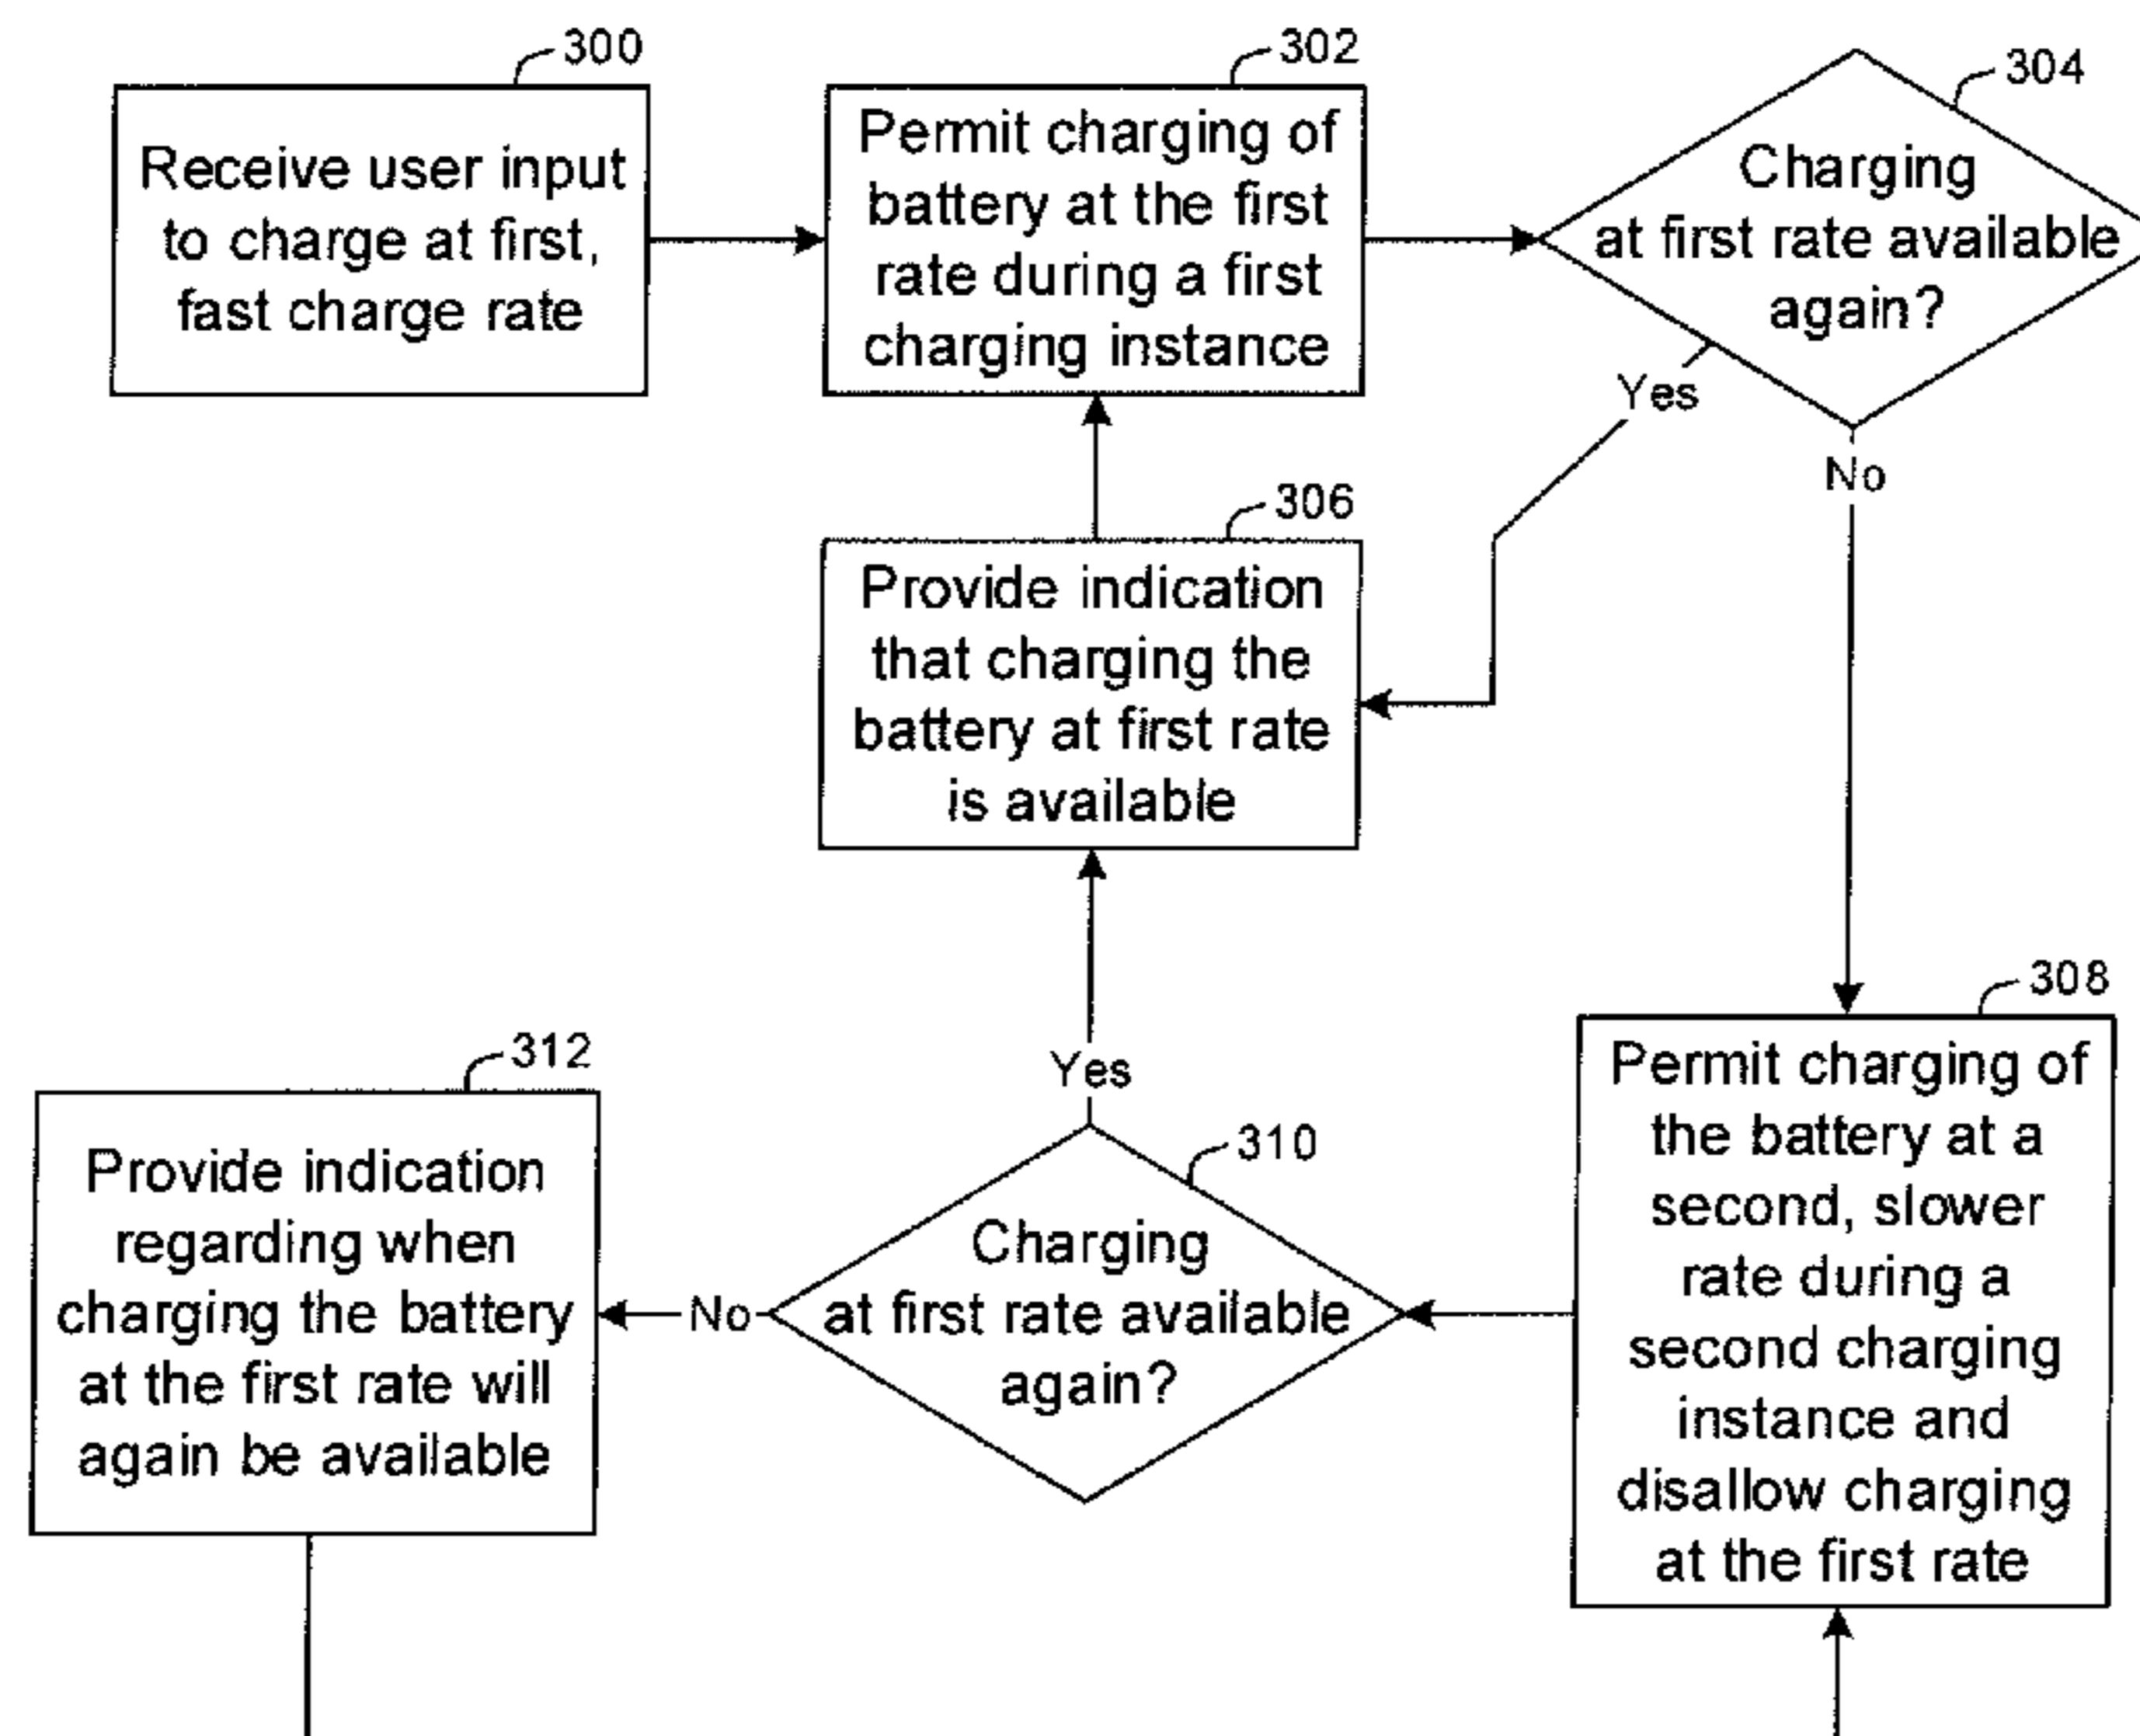 300
Receive user input
to charge at first,
fast charge rate
302
Permit charging of
battery at the first
rate during a first
charging instance
304
Charging
at first rate available
again?
Yes
No
306
Provide indication
that charging the
battery at first rate
is available
308
Permit charging of
the battery at a
second, slower
rate during a
second charging
instance and
disallow charging
at the first rate
310
Yes
Charging
at first rate available
again?
No
312
Provide indication
regarding when
charging the battery
at the first rate will
again be available